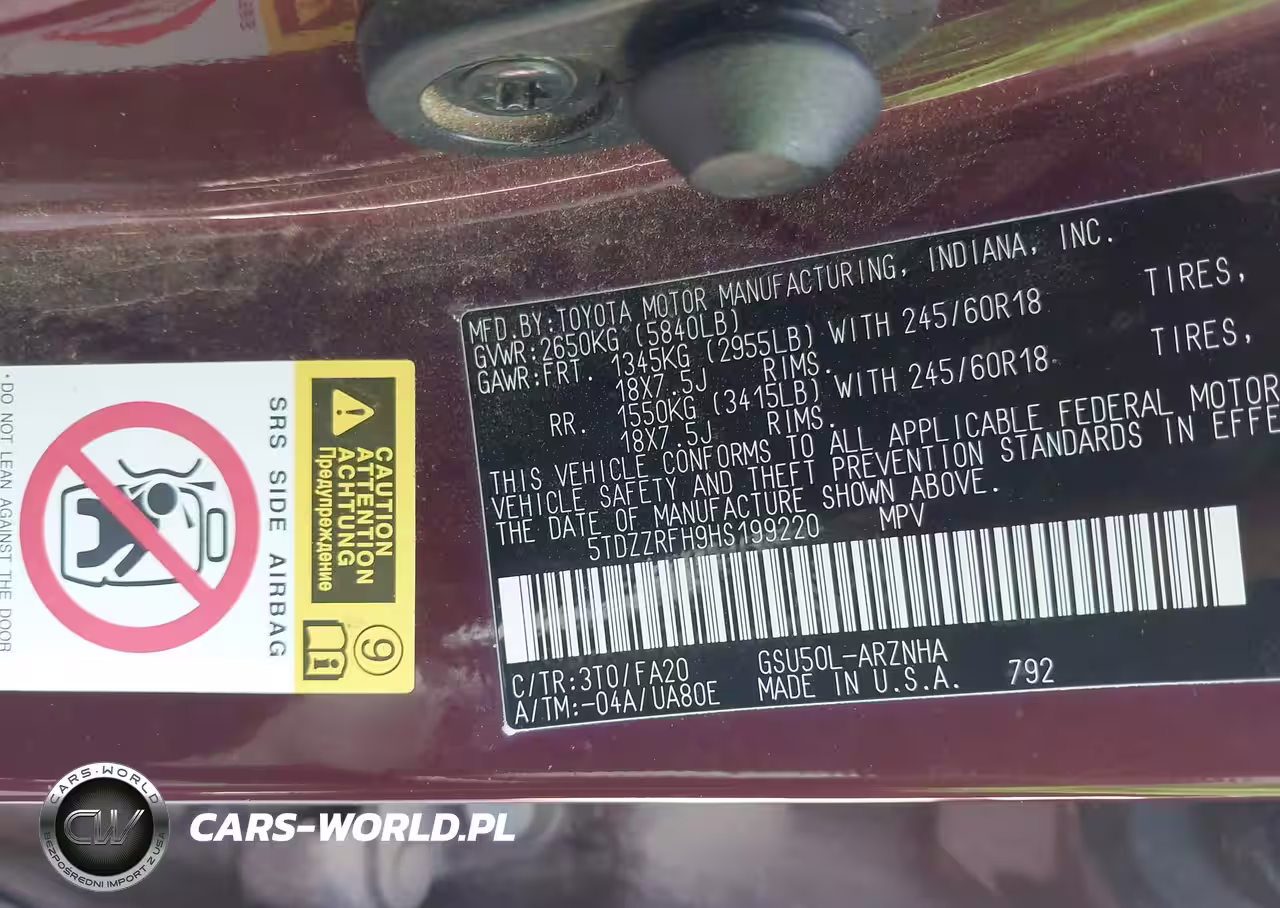 MFD.BY:TOYOTA MOTOR MANUFACTURING, INDIANA, INC.
GVWR:2650KG (5840LB)
GAWR:FRT. 1345KG (2955LB) WITH 245/60R18 TIRES,
18X7.5J RIMS.
RR. 1550KG (3415LB) WITH 245/60R18 TIRES,
18X7.5J RIMS.
THIS VEHICLE CONFORMS TO ALL APPLICABLE FEDERAL MOTOR
VEHICLE SAFETY AND THEFT PREVENTION STANDARDS IN EFFE
THE DATE OF MANUFACTURE SHOWN ABOVE.
5TDZZRFH9HS199220 MPV
C/TR:3T0/FA20 GSU50L-ARZNHA
A/TM:-04A/UA80E MADE IN U.S.A. 792
CAUTION
ATTENTION
ACHTUNG
Предупреждение
SRS SIDE AIRBAG
• DO NOT LEAN AGAINST THE DOOR
CARS-WORLD
CW
BEZPOŚREDNI IMPORT Z USA
CARS-WORLD.PL